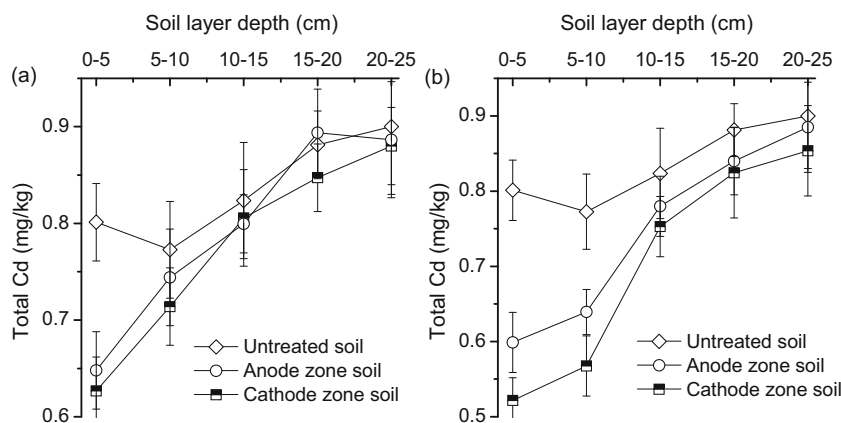 Soil layer depth (cm)
0-5 5-10 10-15 15-20 20-25
(a)
Total Cd (mg/kg)
0.9
0.8
0.7
0.6
Untreated soil
Anode zone soil
Cathode zone soil
Soil layer depth (cm)
0-5 5-10 10-15 15-20 20-25
(b)
Total Cd (mg/kg)
0.9
0.8
0.7
0.6
0.5
Untreated soil
Anode zone soil
Cathode zone soil